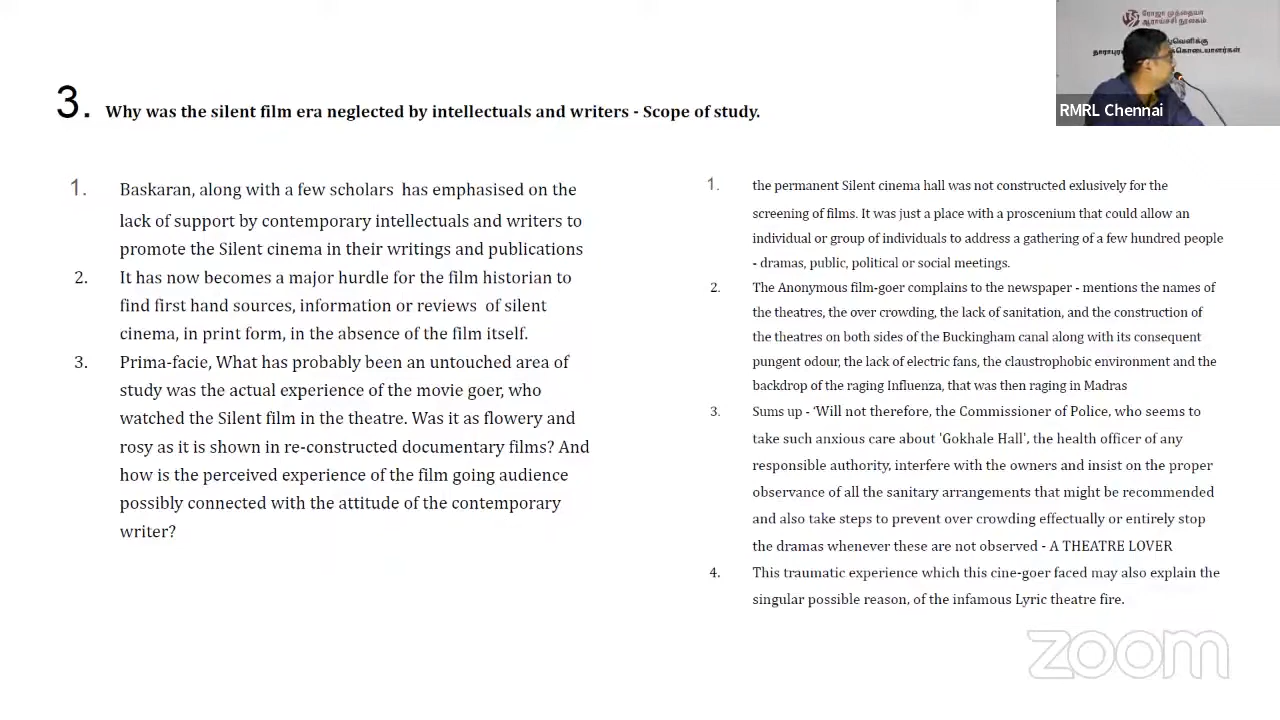 3. Why was the silent film era neglected by intellectuals and writers - Scope of study.
1. Baskaran, along with a few scholars has emphasised on the
lack of support by contemporary intellectuals and writers to
promote the Silent cinema in their writings and publications
2. It has now becomes a major hurdle for the film historian to
find first hand sources, information or reviews of silent
cinema, in print form, in the absence of the film itself.
3. Prima-facie, What has probably been an untouched area of
study was the actual experience of the movie goer, who
watched the Silent film in the theatre. Was it as flowery and
rosy as it is shown in re-constructed documentary films? And
how is the perceived experience of the film going audience
possibly connected with the attitude of the contemporary
writer?
1. the permanent Silent cinema hall was not constructed exlusively for the
screening of films. It was just a place with a proscenium that could allow an
individual or group of individuals to address a gathering of a few hundred people
- dramas, public, political or social meetings.
2. The Anonymous film-goer complains to the newspaper - mentions the names of
the theatres, the over crowding, the lack of sanitation, and the construction of
the theatres on both sides of the Buckingham canal along with its consequent
pungent odour, the lack of electric fans, the claustrophobic environment and the
backdrop of the raging Influenza, that was then raging in Madras
3. Sums up - 'Will not therefore, the Commissioner of Police, who seems to
take such anxious care about 'Gokhale Hall', the health officer of any
responsible authority, interfere with the owners and insist on the proper
observance of all the sanitary arrangements that might be recommended
and also take steps to prevent over crowding effectually or entirely stop
the dramas whenever these are not observed - A THEATRE LOVER
4. This traumatic experience which this cine-goer faced may also explain the
singular possible reason, of the infamous Lyric theatre fire.
ரோஜா முத்தையா
ஆராய்ச்சி நூலகம்
RMRL Chennai
zoom